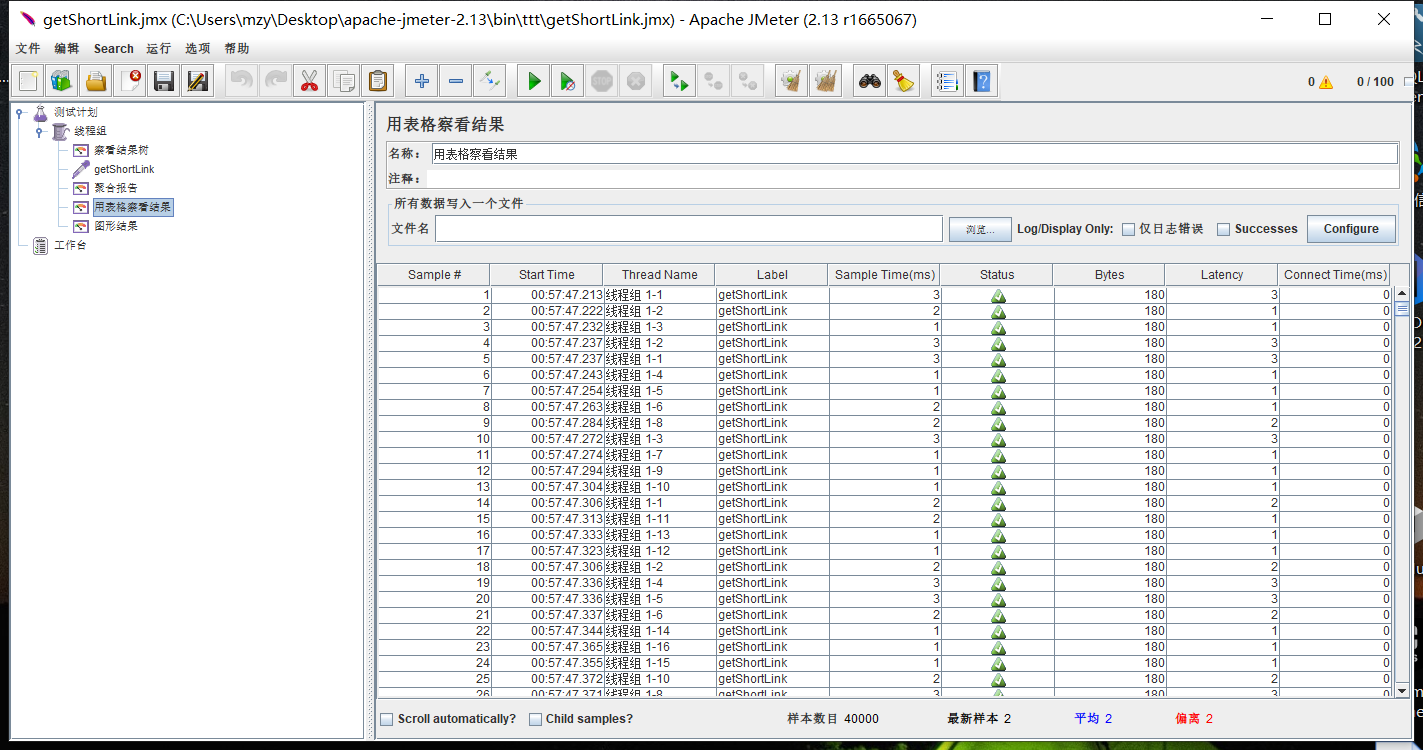 getShortLink.jmx (C:\Users\mzy\Desktop\apache-jmeter-2.13\bin\ttt\getShortLink.jmx) - Apache JMeter (2.13 r1665067)
文件 编辑 Search 运行 选项 帮助
0 0 / 100
测试计划
线程组
察看结果树
getShortLink
聚合报告
用表格察看结果
图形结果
工作台
用表格察看结果
名称： 用表格察看结果
注释：
所有数据写入一个文件
文件名 浏览... Log/Display Only: 仅日志错误 Successes Configure
Sample # Start Time Thread Name Label Sample Time(ms) Status Bytes Latency Connect Time(ms)
1 00:57:47.213 线程组 1-1 getShortLink 3 180 3 0
2 00:57:47.222 线程组 1-2 getShortLink 2 180 1 0
3 00:57:47.232 线程组 1-3 getShortLink 1 180 1 0
4 00:57:47.237 线程组 1-2 getShortLink 3 180 3 0
5 00:57:47.237 线程组 1-1 getShortLink 3 180 3 0
6 00:57:47.243 线程组 1-4 getShortLink 1 180 1 0
7 00:57:47.254 线程组 1-5 getShortLink 1 180 1 0
8 00:57:47.263 线程组 1-6 getShortLink 2 180 1 0
9 00:57:47.284 线程组 1-8 getShortLink 2 180 2 0
10 00:57:47.272 线程组 1-3 getShortLink 3 180 3 0
11 00:57:47.274 线程组 1-7 getShortLink 1 180 1 0
12 00:57:47.294 线程组 1-9 getShortLink 1 180 1 0
13 00:57:47.304 线程组 1-10 getShortLink 1 180 1 0
14 00:57:47.306 线程组 1-1 getShortLink 2 180 2 0
15 00:57:47.313 线程组 1-11 getShortLink 2 180 1 0
16 00:57:47.333 线程组 1-13 getShortLink 1 180 1 0
17 00:57:47.323 线程组 1-12 getShortLink 1 180 1 0
18 00:57:47.306 线程组 1-2 getShortLink 2 180 2 0
19 00:57:47.336 线程组 1-4 getShortLink 3 180 3 0
20 00:57:47.336 线程组 1-5 getShortLink 3 180 3 0
21 00:57:47.337 线程组 1-6 getShortLink 2 180 2 0
22 00:57:47.344 线程组 1-14 getShortLink 1 180 1 0
23 00:57:47.365 线程组 1-16 getShortLink 1 180 1 0
24 00:57:47.355 线程组 1-15 getShortLink 1 180 1 0
25 00:57:47.372 线程组 1-10 getShortLink 2 180 2 0
26 00:57:47.371 线程组 1-8 getShortLink 3 180 3 0
Scroll automatically? Child samples? 样本数目 40000 最新样本 2 平均 2 偏离 2